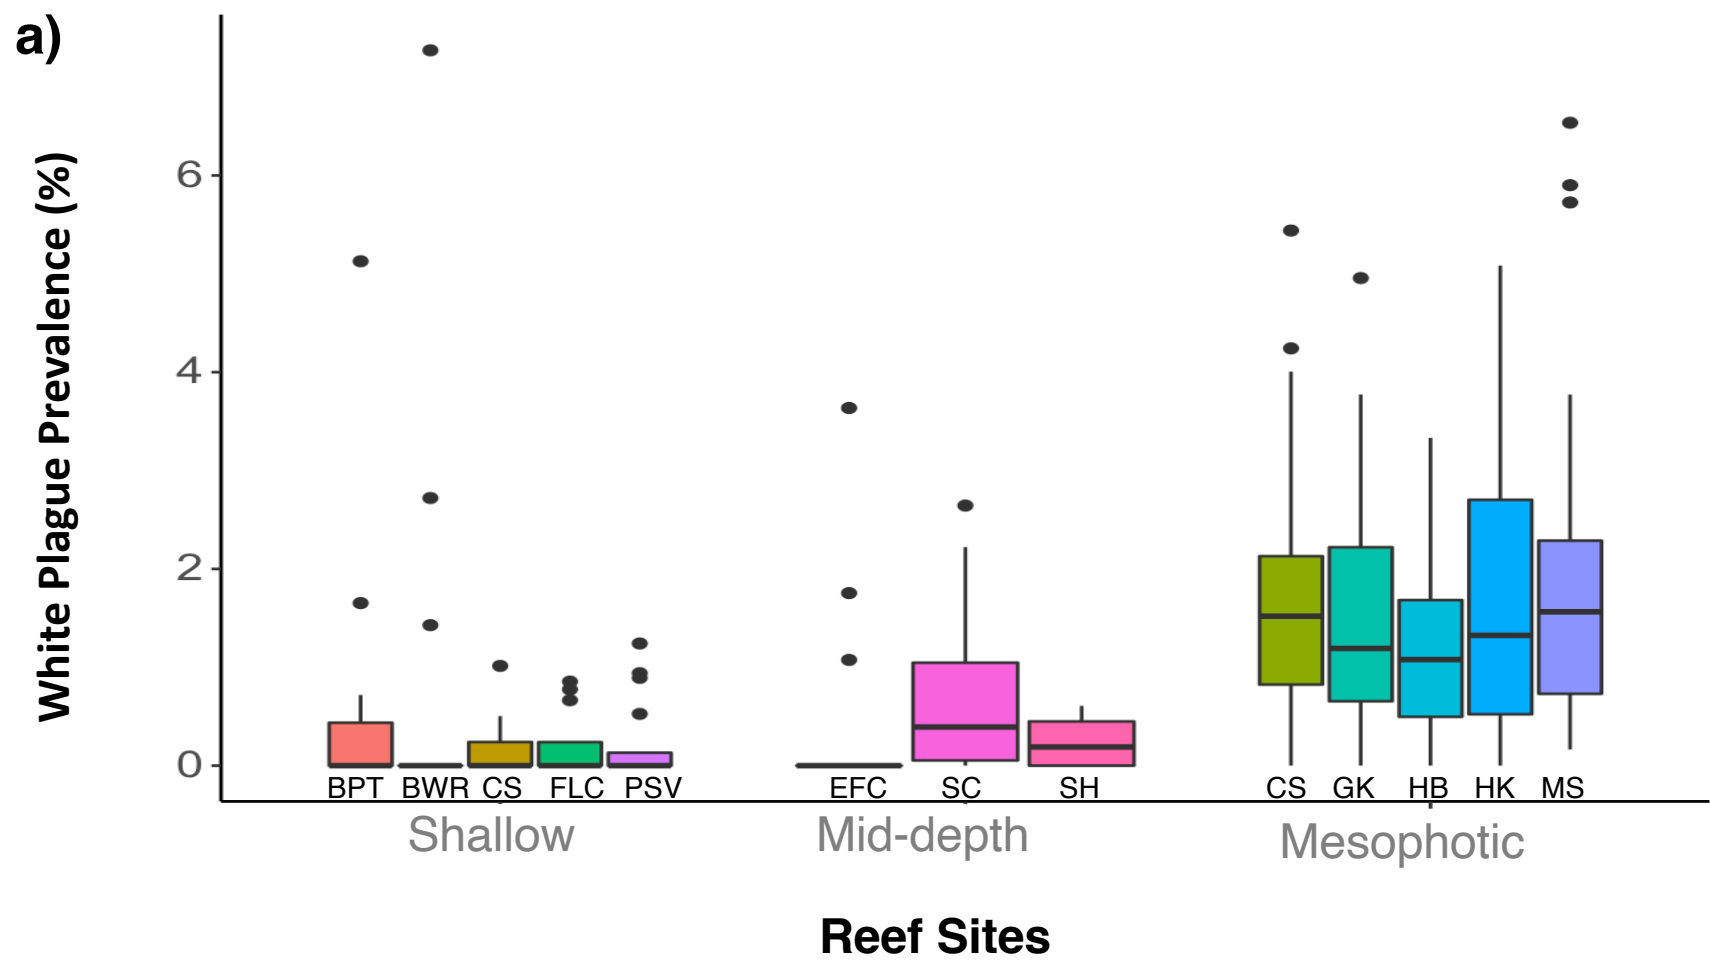 a)
White Plague Prevalence (%)
6
4
2
0
BPT BWR CS FLC PSV EFC SC SH CS GK HB HK MS
Shallow Mid-depth Mesophotic
Reef Sites